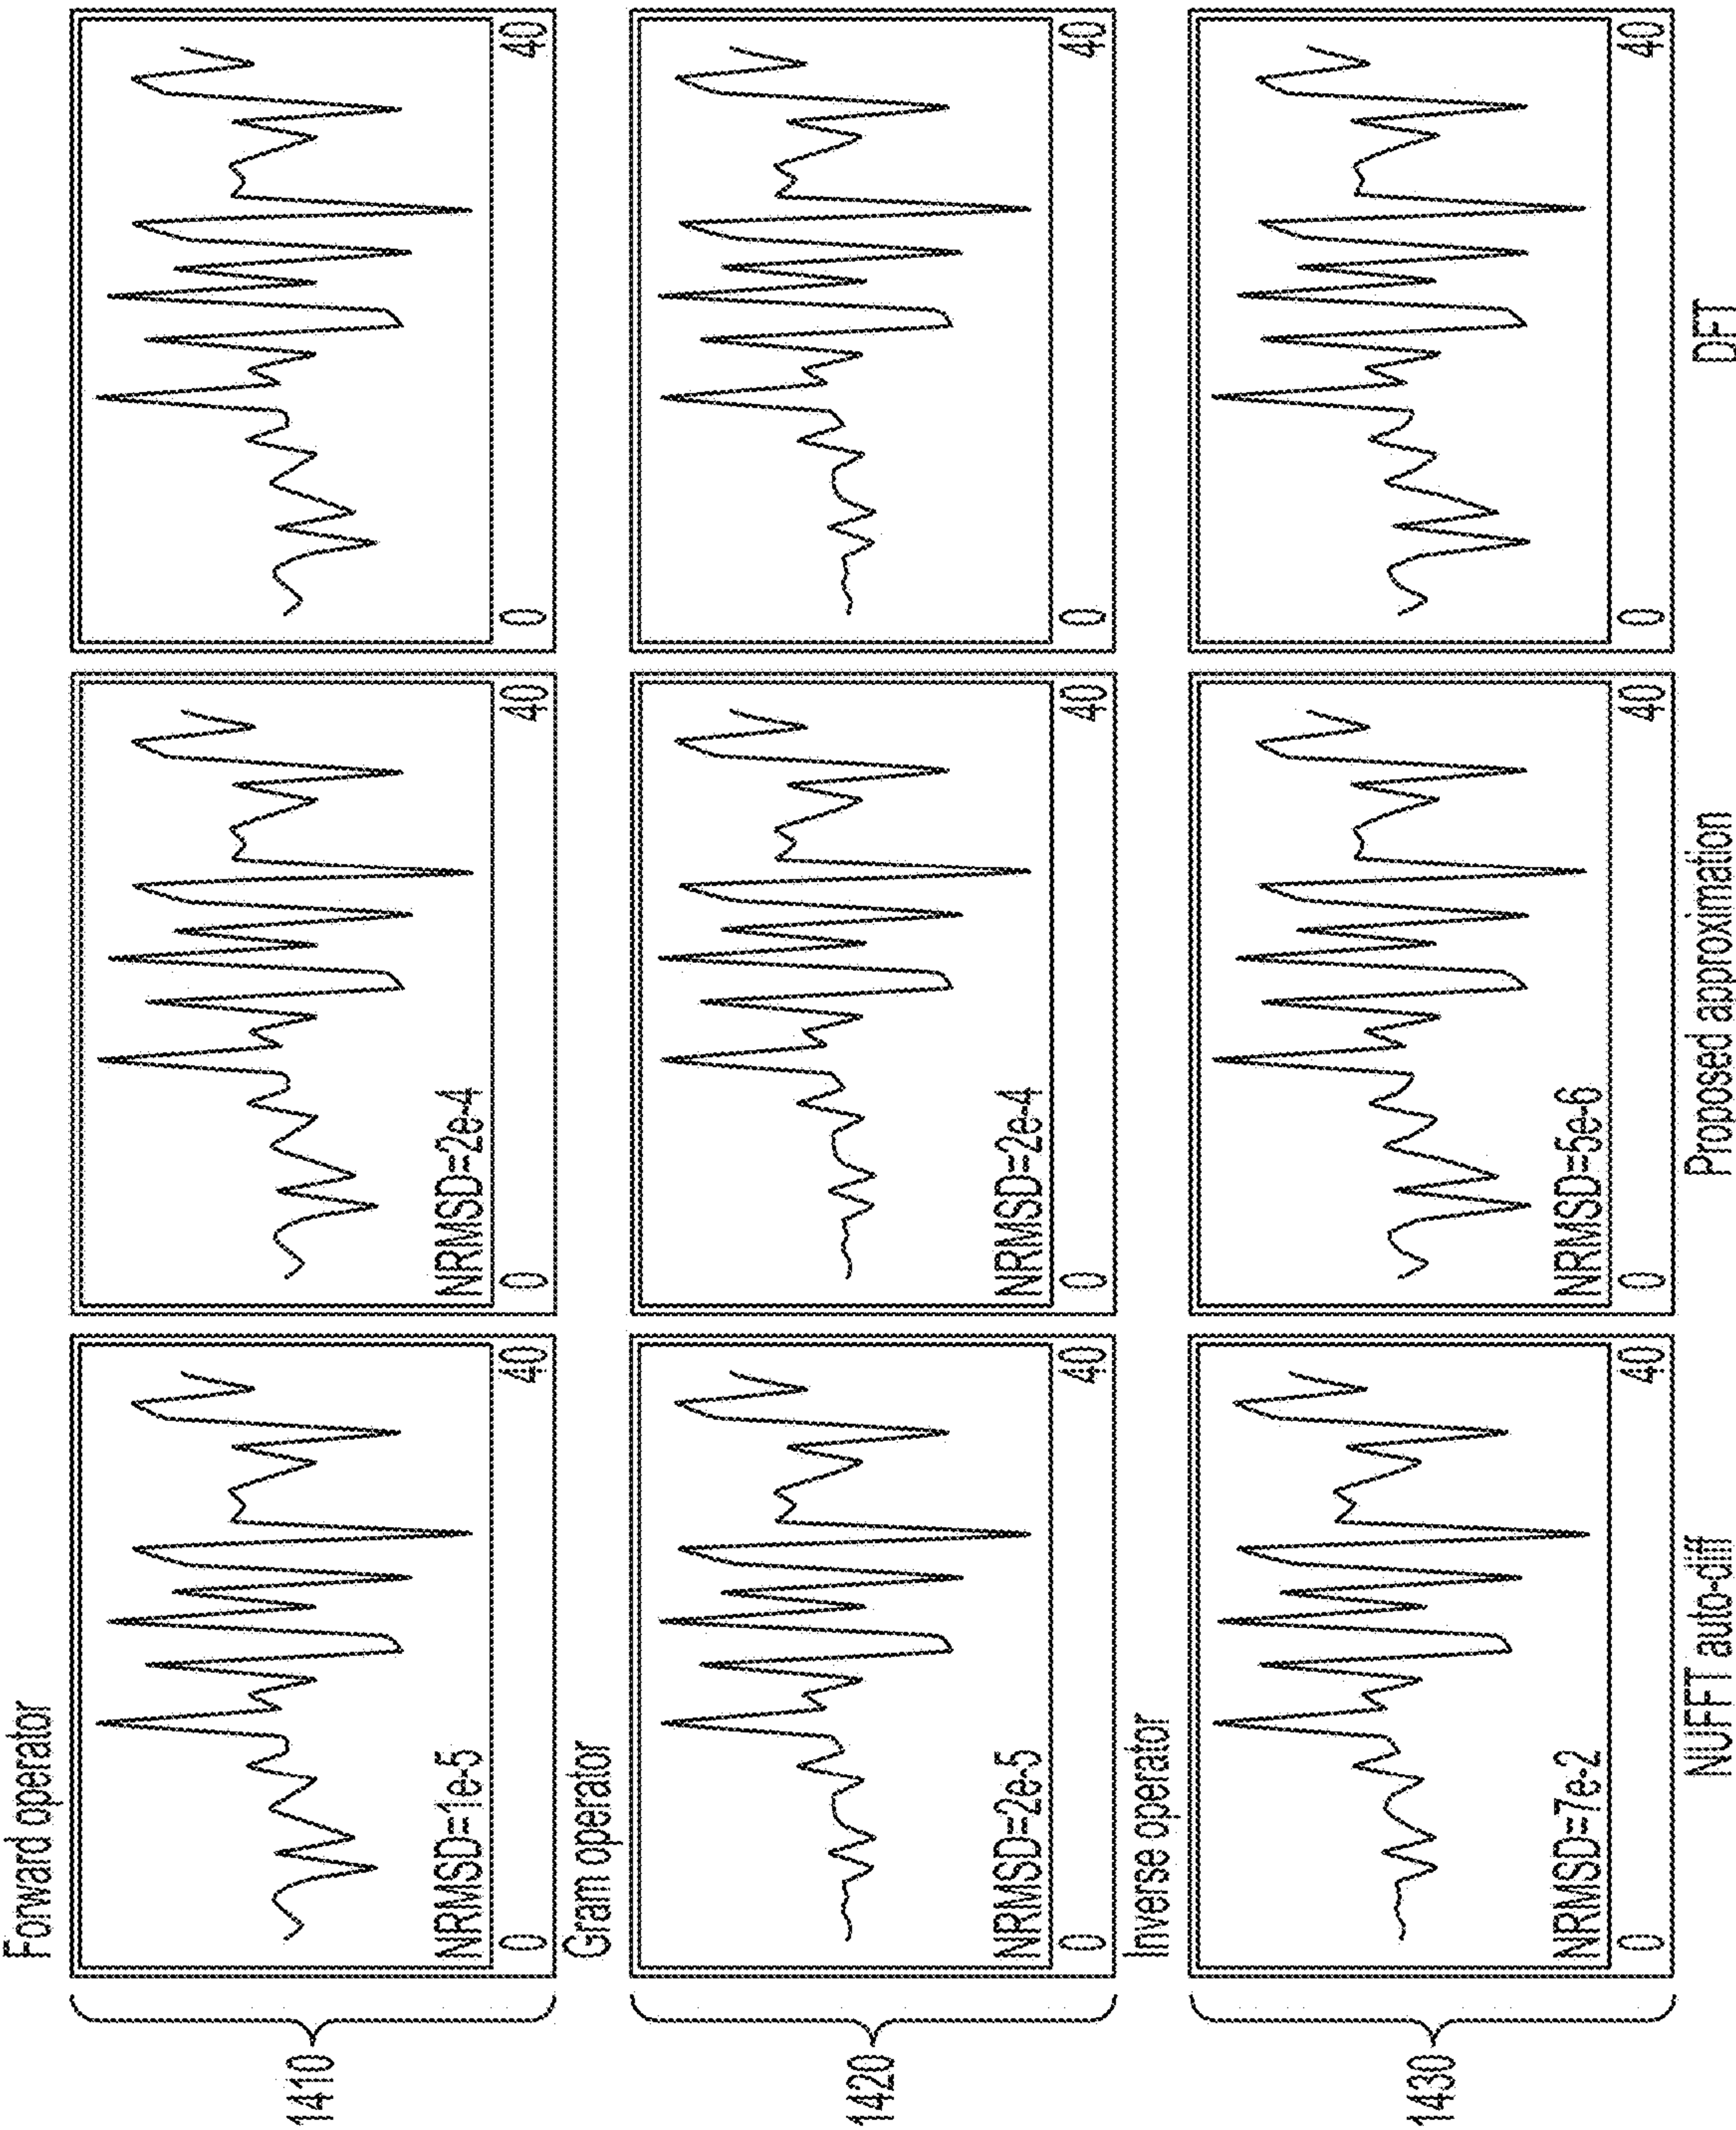 Forward operator
1410
NRMSD=1e-5
0
40
NRMSD=2e-4
0
40
0
40
Gram operator
1420
NRMSD=2e-5
0
40
NRMSD=2e-4
0
40
0
40
Inverse operator
1430
NRMSD=7e-2
0
40
NRMSD=5e-6
0
40
0
40
NUFFT auto-diff
Proposed approximation
DFT